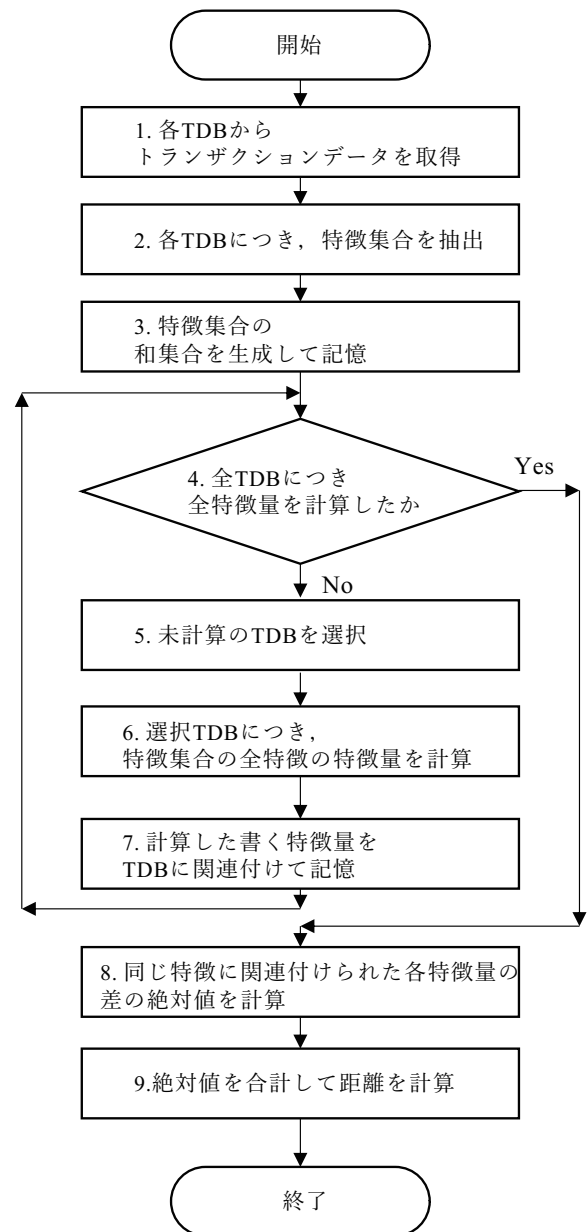 開始
1. 各TDBから
トランザクションデータを取得
2. 各TDBにつき，特徴集合を抽出
3. 特徴集合の
和集合を生成して記憶
4. 全TDBにつき
全特徴量を計算したか
Yes
No
5. 未計算のTDBを選択
6. 選択TDBにつき，
特徴集合の全特徴の特徴量を計算
7. 計算した書く特徴量を
TDBに関連付けて記憶
8. 同じ特徴に関連付けられた各特徴量の
差の絶対値を計算
9.絶対値を合計して距離を計算
終了